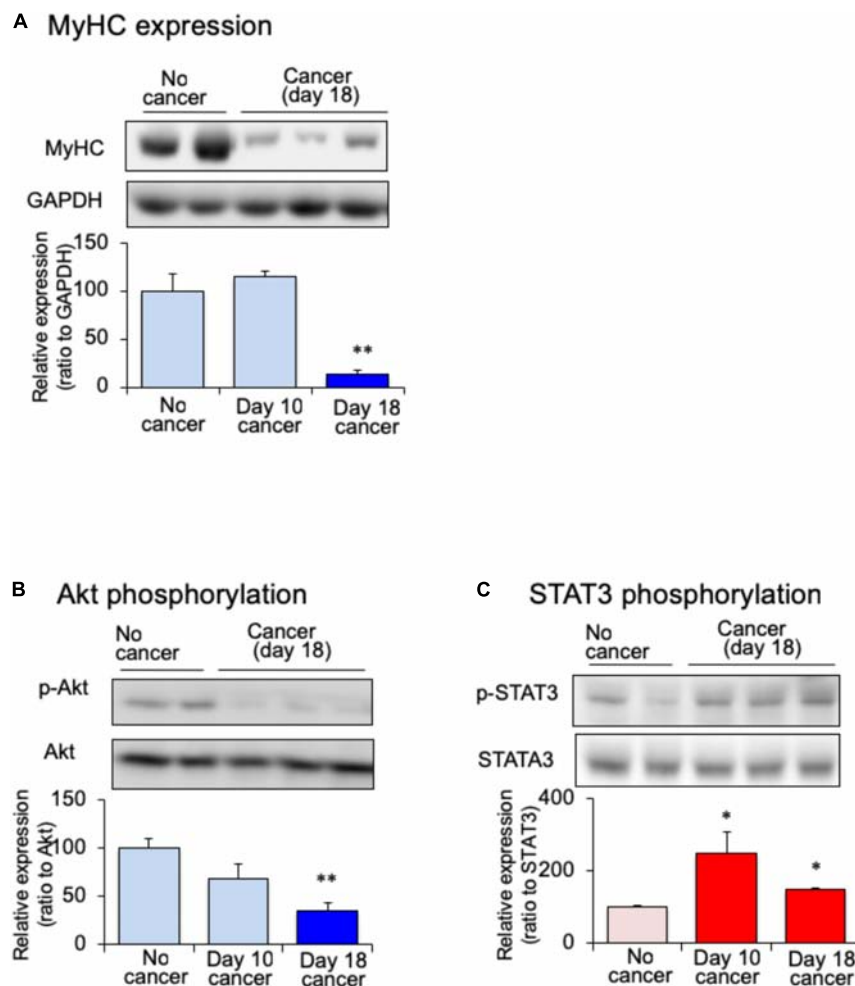 A MyHC expression
No
cancer
Cancer
(day 18)
MyHC
GAPDH
Relative expression
(ratio to GAPDH)
150
100
50
0
**
No
cancer
Day 10
cancer
Day 18
cancer
B Akt phosphorylation
No
cancer
Cancer
(day 18)
p-Akt
Akt
Relative expression
(ratio to Akt)
150
100
50
0
**
No
cancer
Day 10
cancer
Day 18
cancer
C STAT3 phosphorylation
No
cancer
Cancer
(day 18)
p-STAT3
STATA3
Relative expression
(ratio to STAT3)
400
200
0
*
*
No
cancer
Day 10
cancer
Day 18
cancer